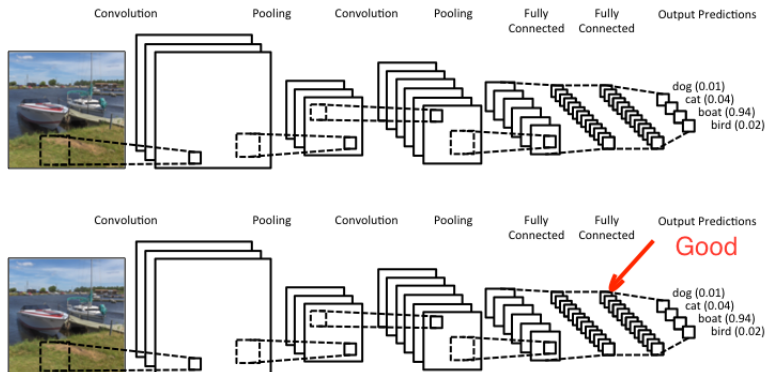 Convolution Pooling Convolution Pooling Fully Connected Fully Connected Output Predictions
dog (0.01)
cat (0.04)
boat (0.94)
bird (0.02)
Convolution Pooling Convolution Pooling Fully Connected Fully Connected Output Predictions
Good
dog (0.01)
cat (0.04)
boat (0.94)
bird (0.02)